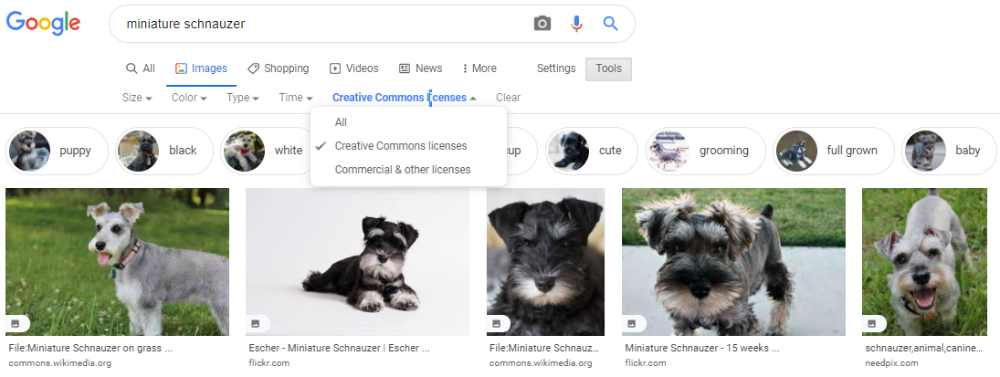 Google
miniature schnauzer
All Images Shopping Videos News More Settings Tools
Size Color Type Time Creative Commons licenses Clear
All
Creative Commons licenses
Commercial & other licenses
puppy black white cup cute grooming full grown baby
File:Miniature Schnauzer on grass ... Escher - Miniature Schnauzer | Escher ... File:Miniature Schnauz... Miniature Schnauzer - 15 weeks ... schnauzer,animal,canine...
commons.wikimedia.org flickr.com commons.wikimedia.org flickr.com needpix.com